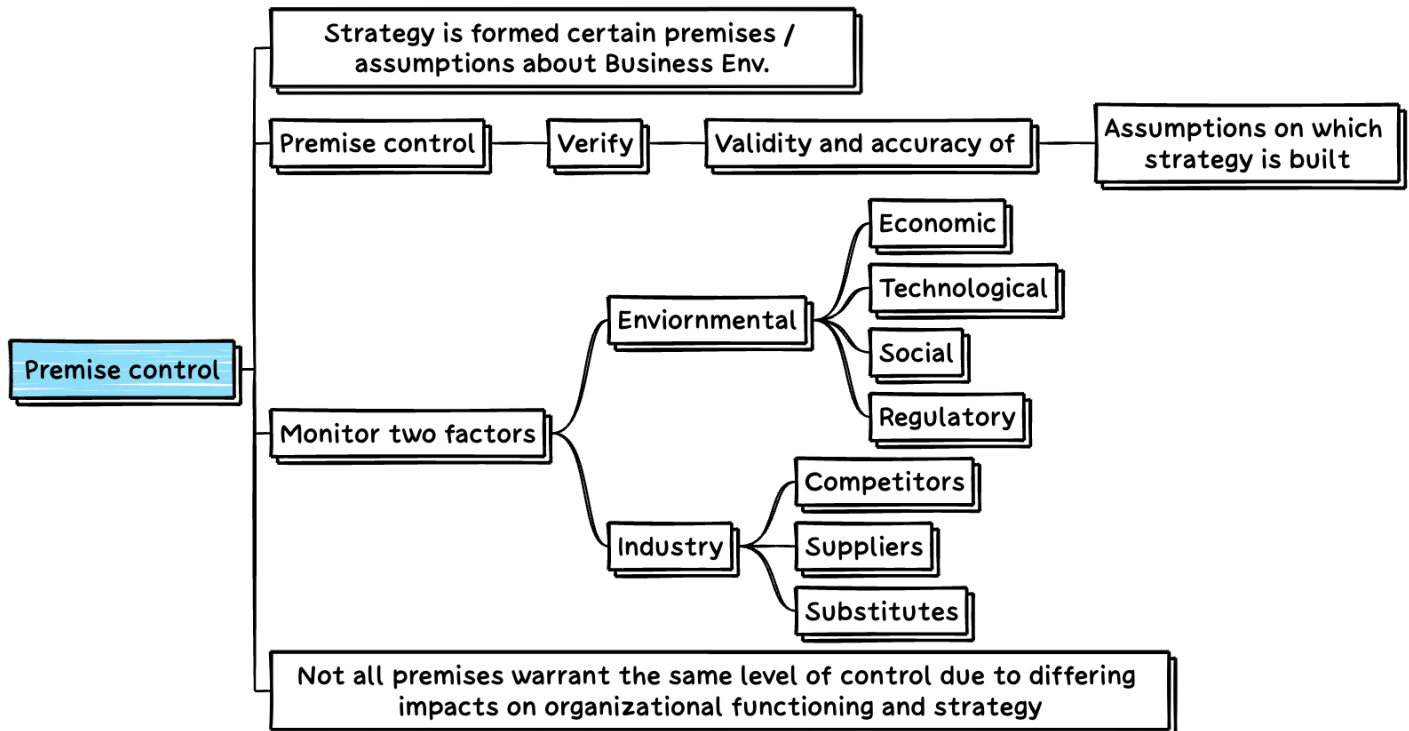 Strategy is formed certain premises /
assumptions about Business Env.
Premise control
Verify
Validity and accuracy of
Assumptions on which
strategy is built
Economic
Technological
Enviornmental
Social
Premise control
Regulatory
Monitor two factors
Competitors
Industry
Suppliers
Substitutes
Not all premises warrant the same level of control due to differing
impacts on organizational functioning and strategy